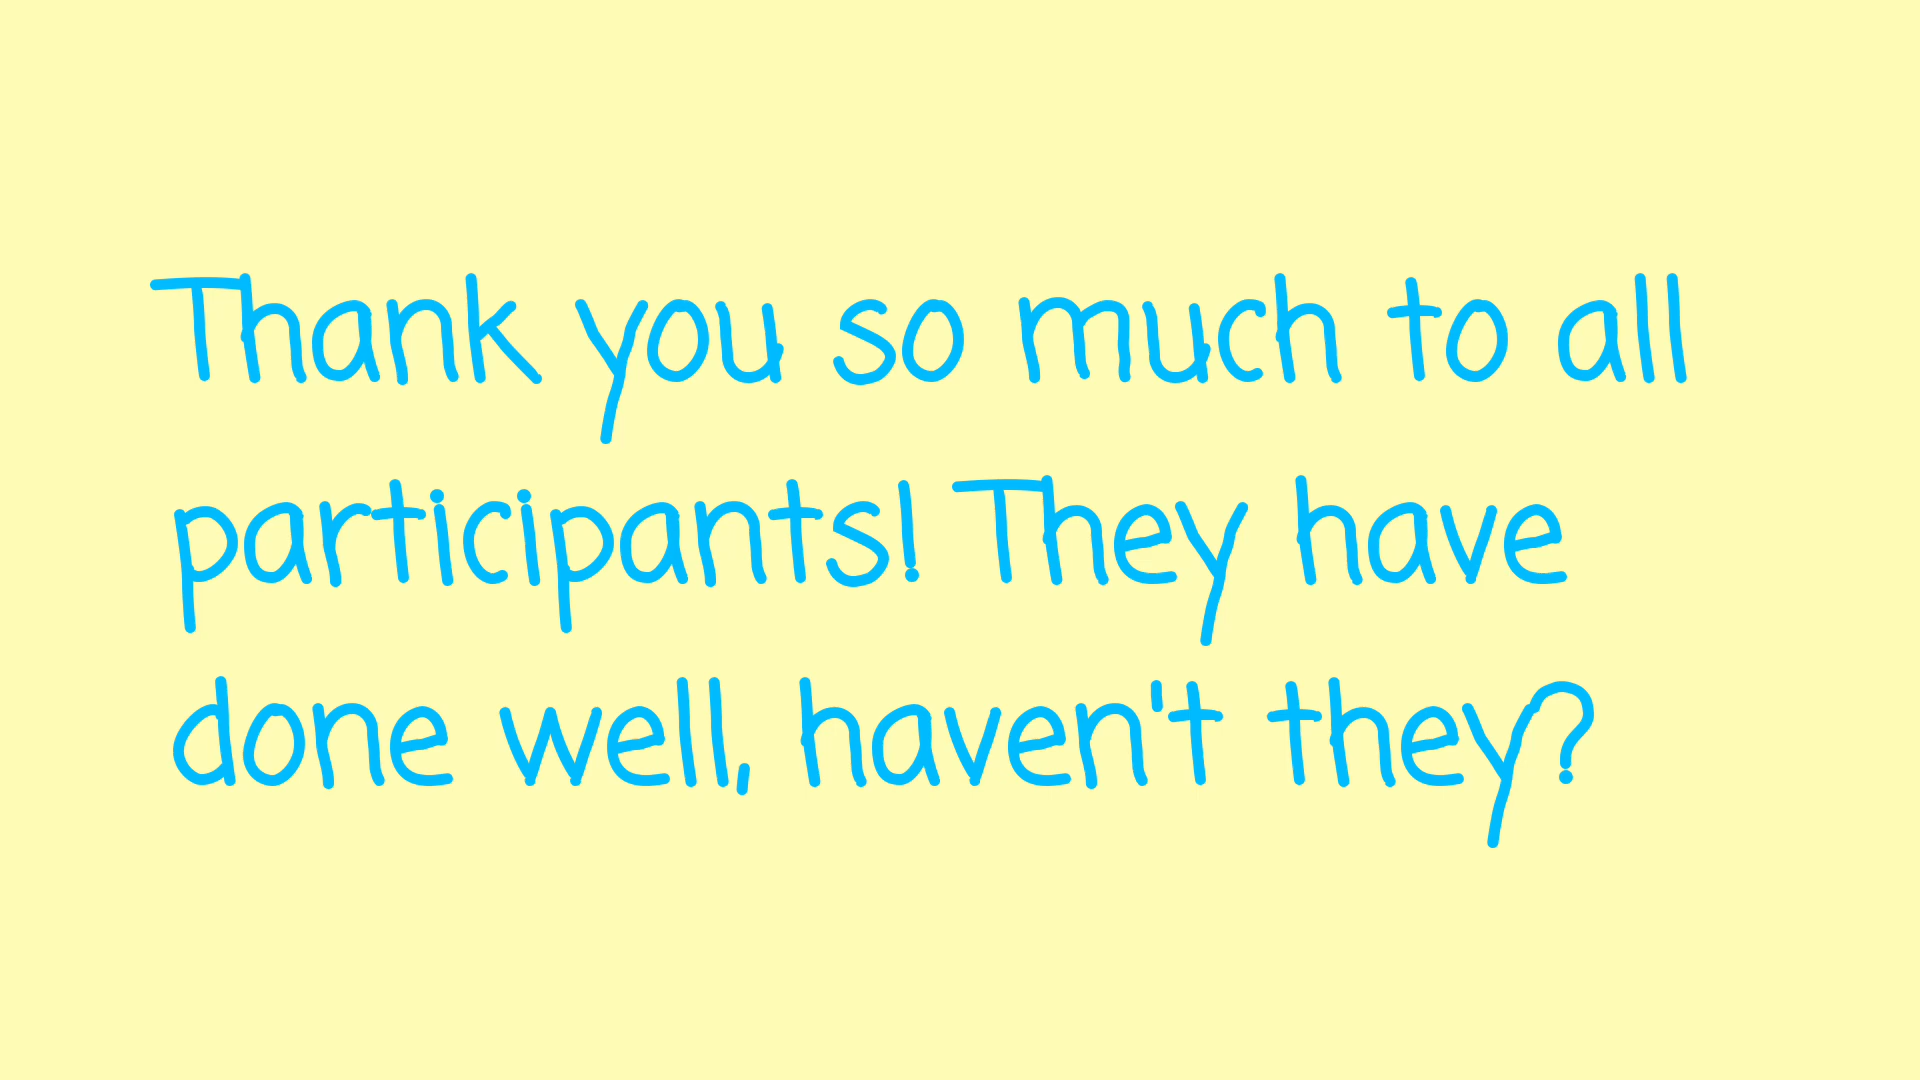 Thank you so much to all
participants! They have
done well, haven't they?